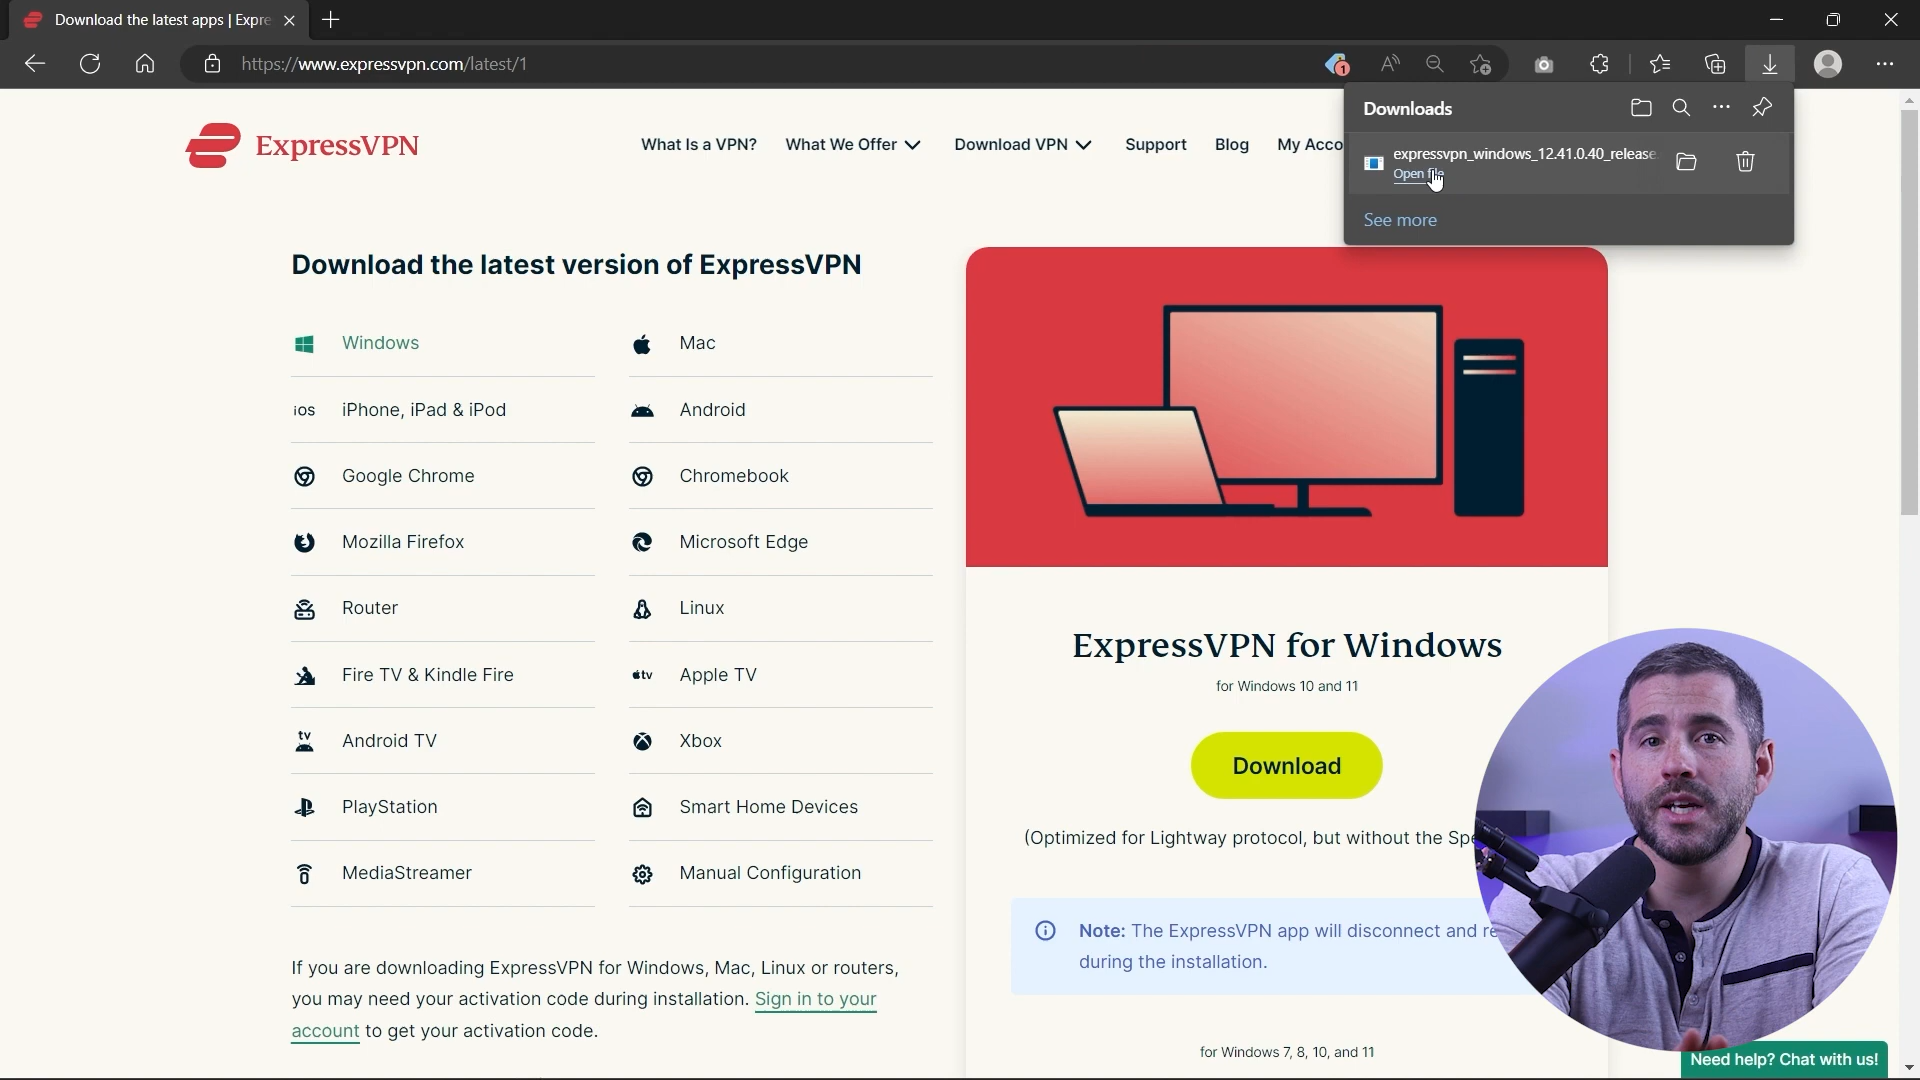 Download the latest apps | Expre
https://www.expressvpn.com/latest/1
1
Downloads
expressvpn_windows_12.41.0.40_release
Open file
See more
ExpressVPN
What Is a VPN?
What We Offer
Download VPN
Support
Blog
My Acco
Download the latest version of ExpressVPN
Windows
Mac
iOS
iPhone, iPad & iPod
Android
Google Chrome
Chromebook
Mozilla Firefox
Microsoft Edge
Router
Linux
Fire TV & Kindle Fire
tv
Apple TV
tv
Android TV
Xbox
PlayStation
Smart Home Devices
MediaStreamer
Manual Configuration
If you are downloading ExpressVPN for Windows, Mac, Linux or routers,
you may need your activation code during installation. Sign in to your
account to get your activation code.
ExpressVPN for Windows
for Windows 10 and 11
Download
(Optimized for Lightway protocol, but without the Spe
Note: The ExpressVPN app will disconnect and re
during the installation.
for Windows 7, 8, 10, and 11
Need help? Chat with us!